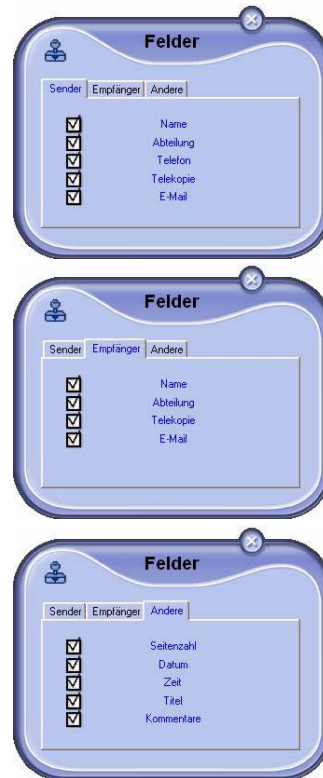 Felder
Sender Empfänger Andere
Name
Abteilung
Telefon
Telekopie
E-Mail
Felder
Sender Empfänger Andere
Name
Abteilung
Telekopie
E-Mail
Felder
Sender Empfänger Andere
Seitenzahl
Datum
Zeit
Titel
Kommentare